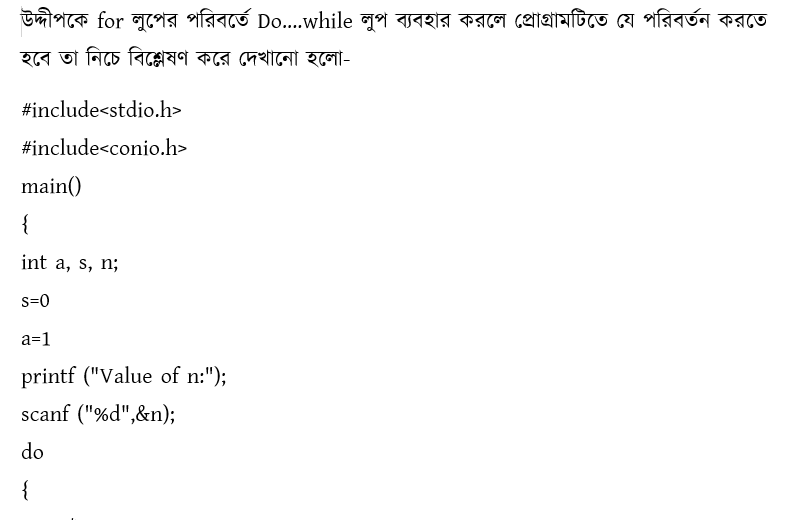 উদ্দীপকে for লুপের পরিবর্তে Do....while লুপ ব্যবহার করলে প্রোগ্রামটিতে যে পরিবর্তন করতে
হবে তা নিচে বিশ্লেষণ করে দেখানো হলো-
#include<stdio.h>
#include<conio.h>
main()
{
int a, s, n;
s=0
a=1
printf ("Value of n:");
scanf ("%d",&n);
do
{